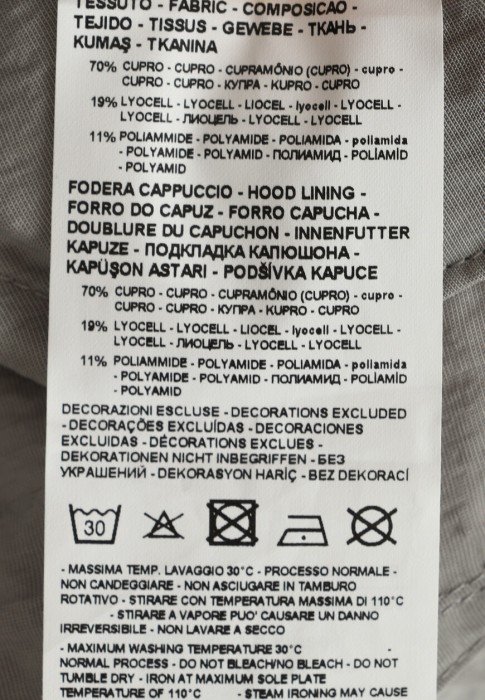 TESSUTO - FABRIC - COMPOSICAO -
TEJIDO - TISSUS - GEWEBE - ТКАНЬ -
KUMAŞ - TKANINA
70% CUPRO - CUPRO - CUPRAMÔNIO (CUPRO) - cupro -
CUPRO - CUPRO - КУПРА - KUPRO - CUPRO
19% LYOCELL - LYOCELL - LIOCEL - lyocell - LYOCELL -
LYOCELL - ЛИОЦЕЛЬ - LYOCELL - LYOCELL
11% POLIAMMIDE - POLYAMIDE - POLIAMIDA - poliamida
- POLYAMIDE - POLYAMID - ПОЛИАМИД - POLİAMİD
- POLYAMID
FODERA CAPPUCCIO - HOOD LINING -
FORRO DO CAPUZ - FORRO CAPUCHA -
DOUBLURE DU CAPUCHON - INNENFUTTER
KAPUZE - ПОДКЛАДКА КАПЮШОНА -
KAPÜŞON ASTARI - PODŠÍVKA KAPUCE
70% CUPRO - CUPRO - CUPRAMÔNIO (CUPRO) - cupro -
CUPRO - CUPRO - КУПРА - KUPRO - CUPRO
19% LYOCELL - LYOCELL - LIOCEL - lyocell - LYOCELL -
LYOCELL - ЛИОЦЕЛЬ - LYOCELL - LYOCELL
11% POLIAMMIDE - POLYAMIDE - POLIAMIDA - poliamida
- POLYAMIDE - POLYAMID - ПОЛИАМИД - POLİAMİD
- POLYAMID
DECORAZIONI ESCLUSE - DECORATIONS EXCLUDED
- DECORAÇÕES EXCLUÍDAS - DECORACIONES
EXCLUIDAS - DÉCORATIONS EXCLUES -
DEKORATIONEN NICHT INBEGRIFFEN - БЕЗ
УКРАШЕНИЙ - DEKORASYON HARİÇ - BEZ DEKORACÍ
30
- MASSIMA TEMP. LAVAGGIO 30°C - PROCESSO NORMALE -
NON CANDEGGIARE - NON ASCIUGARE IN TAMBURO
ROTATIVO - STIRARE CON TEMPERATURA MASSIMA DI 110°C
- STIRARE A VAPORE PUO' CAUSARE UN DANNO
IRREVERSIBILE - NON LAVARE A SECCO
- MAXIMUM WASHING TEMPERATURE 30°C -
NORMAL PROCESS - DO NOT BLEACH/NO BLEACH - DO NOT
TUMBLE DRY - IRON AT MAXIMUM SOLE PLATE
TEMPERATURE OF 110°C - STEAM IRONING MAY CAUSE